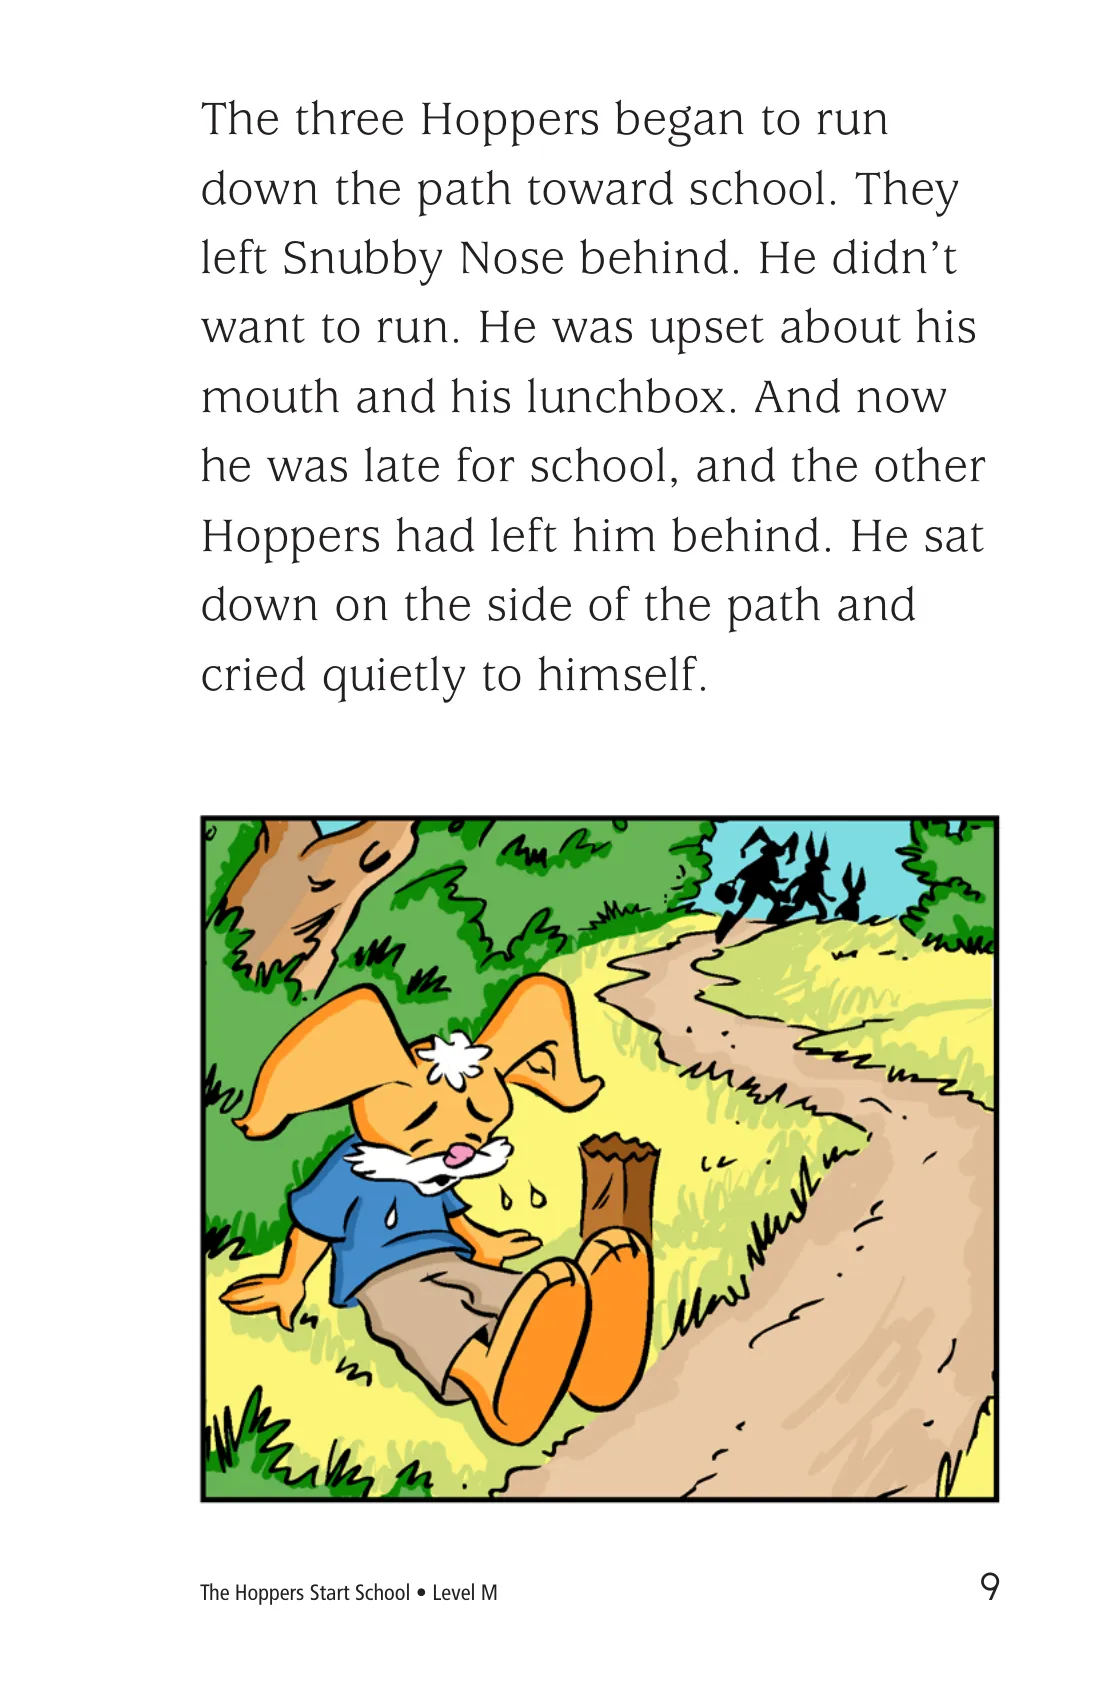 The three Hoppers began to run
down the path toward school. They
left Snubby Nose behind. He didn’t
want to run. He was upset about his
mouth and his lunchbox. And now
he was late for school, and the other
Hoppers had left him behind. He sat
down on the side of the path and
cried quietly to himself.
The Hoppers Start School • Level M
9